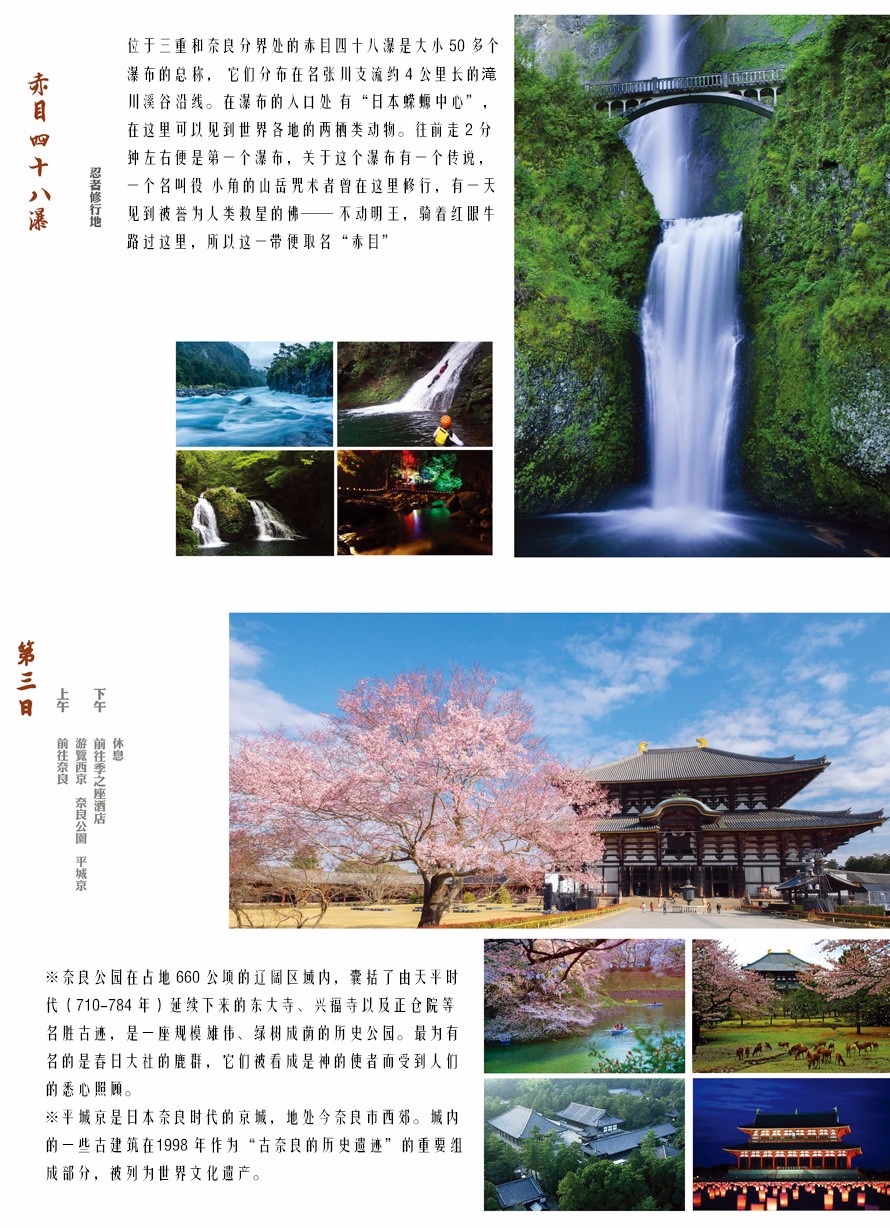 赤目四十八瀑
忍者修行地
位于三重和奈良分界处的赤目四十八瀑是大小 50 多个
瀑布的总称， 它们分布在名张川支流约 4 公里长的滝
川溪谷沿线。在瀑布的入口处 有“日本蝾螈中心”，
在这里可以见到世界各地的两栖类动物。往前走 2 分
钟左右便是第一个瀑布，关于这个瀑布有一个传说，
一个名叫役 小角的山岳咒术者曾在这里修行，有一天
见到被誉为人类救星的佛—— 不动明王，骑着红眼牛
路过这里，所以这一带便取名“赤目”
第三日
上午
前往奈良
游覽西京 奈良公園 平城京
下午
前往季之座酒店
休息
※奈良公园在占地 660 公顷的辽阔区域内，囊括了由天平时
代（710-784 年）延续下来的东大寺、兴福寺以及正仓院等
名胜古迹，是一座规模雄伟、绿树成荫的历史公园。最为有
名的是春日大社的鹿群，它们被看成是神的使者而受到人们
的悉心照顾。
※平城京是日本奈良时代的京城，地处今奈良市西郊。城内
的一些古建筑在1998 年作为“古奈良的历史遗迹”的重要组
成部分，被列为世界文化遗产。